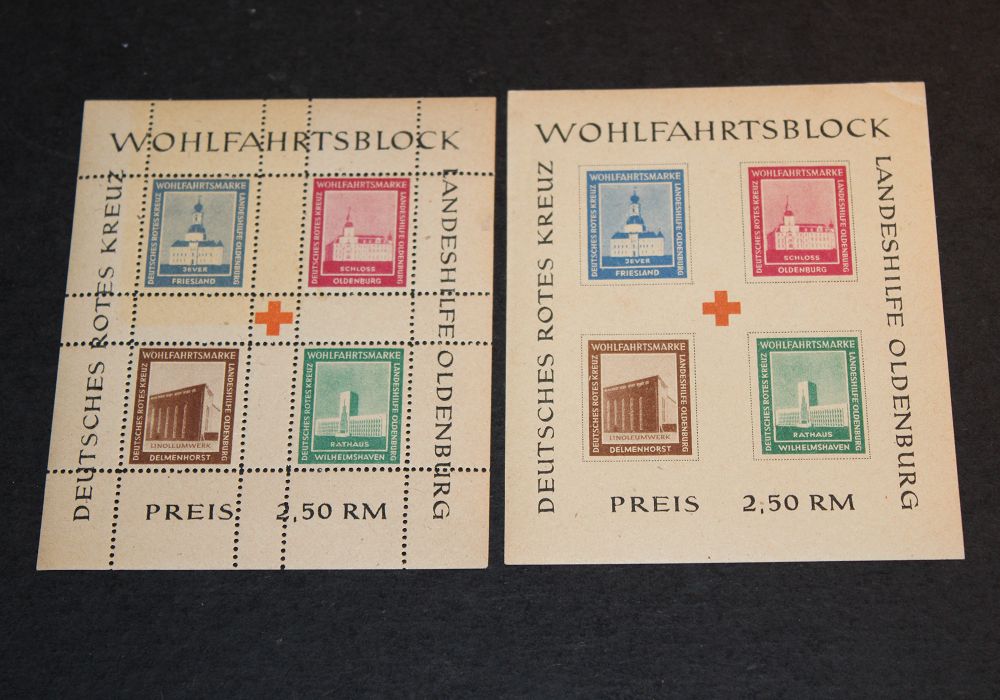 WOHLFAHRTSBLOCK
DEUTSCHES ROTES KREUZ
LANDESHILFE OLDENBURG
WOHLFAHRTSMARKE
DEUTSCHES ROTES KREUZ
LANDESHILFE OLDENBURG
JEVER
FRIESLAND
WOHLFAHRTSMARKE
DEUTSCHES ROTES KREUZ
LANDESHILFE OLDENBURG
SCHLOSS
OLDENBURG
WOHLFAHRTSMARKE
DEUTSCHES ROTES KREUZ
LANDESHILFE OLDENBURG
LINOLEUMWERK
DELMENHORST
WOHLFAHRTSMARKE
DEUTSCHES ROTES KREUZ
LANDESHILFE OLDENBURG
RATHAUS
WILHELMSHAVEN
PREIS 2,50 RM
WOHLFAHRTSBLOCK
DEUTSCHES ROTES KREUZ
LANDESHILFE OLDENBURG
WOHLFAHRTSMARKE
DEUTSCHES ROTES KREUZ
LANDESHILFE OLDENBURG
JEVER
FRIESLAND
WOHLFAHRTSMARKE
DEUTSCHES ROTES KREUZ
LANDESHILFE OLDENBURG
SCHLOSS
OLDENBURG
WOHLFAHRTSMARKE
DEUTSCHES ROTES KREUZ
LANDESHILFE OLDENBURG
LINOLEUMWERK
DELMENHORST
WOHLFAHRTSMARKE
DEUTSCHES ROTES KREUZ
LANDESHILFE OLDENBURG
RATHAUS
WILHELMSHAVEN
PREIS 2,50 RM